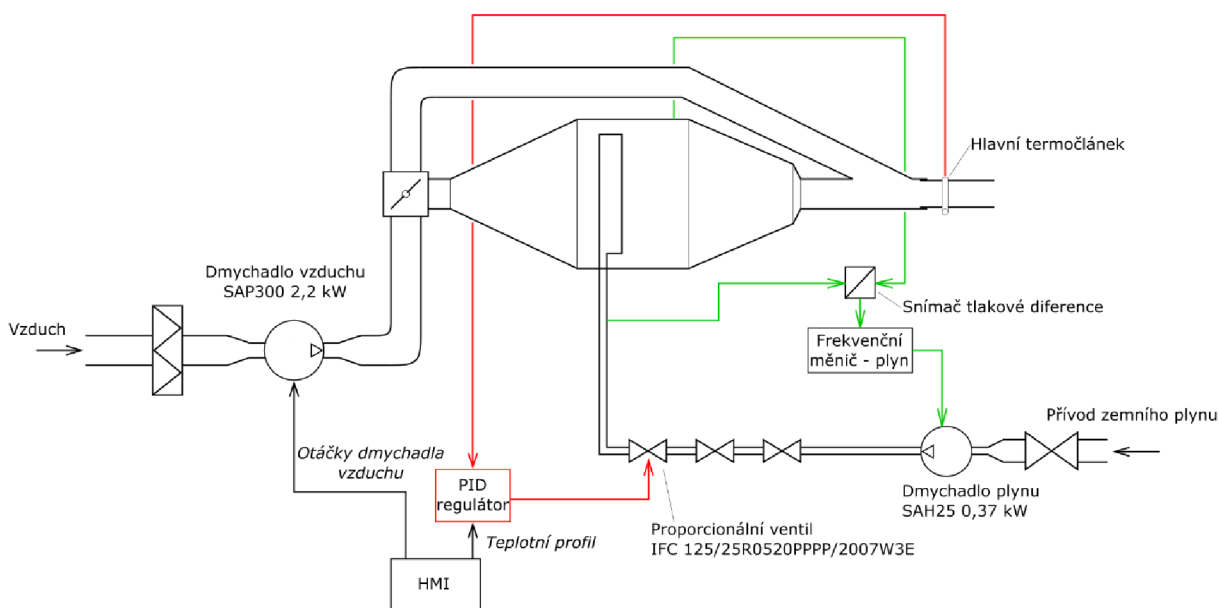 Hlavní termočlánek
Dmychadlo vzduchu
SAP300 2,2 kW
Snímač tlakové diference
Vzduch
Frekvenční
měnič - plyn
Přívod zemního plynu
Otáčky dmychadla
vzduchu
PID
regulátor
Dmychadlo plynu
SAH25 0,37 kW
Proporcionální ventil
IFC 125/25R0520PPPP/2007W3E
Teplotní profil
HMI